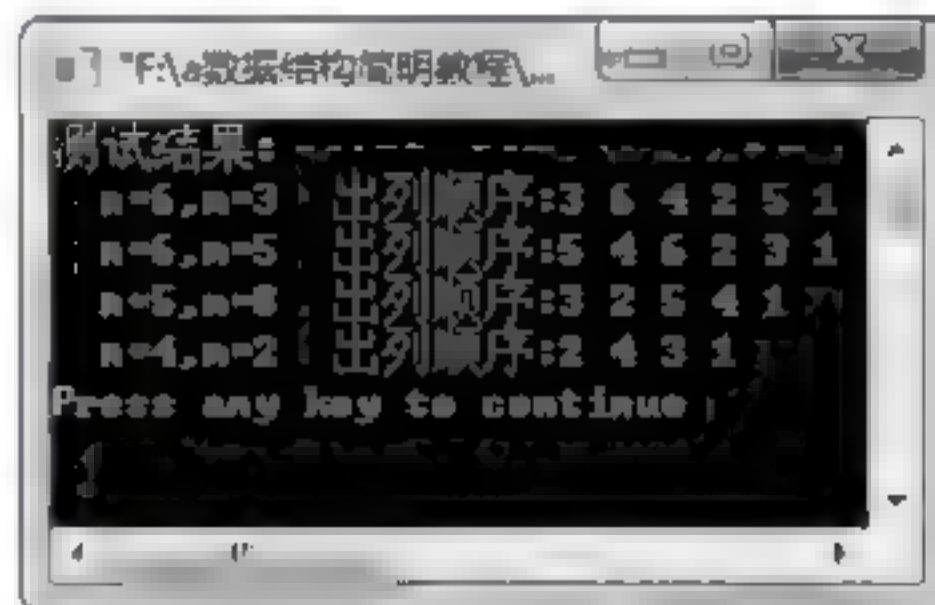 "F:\a数据结构简明教程\...
测试结果:
n=6,m=3 出列顺序:3 6 4 2 5 1
n=6,m=5 出列顺序:5 4 6 2 3 1
n=5,m=8 出列顺序:3 2 5 4 1
n=4,m=2 出列顺序:2 4 3 1
Press any key to continue